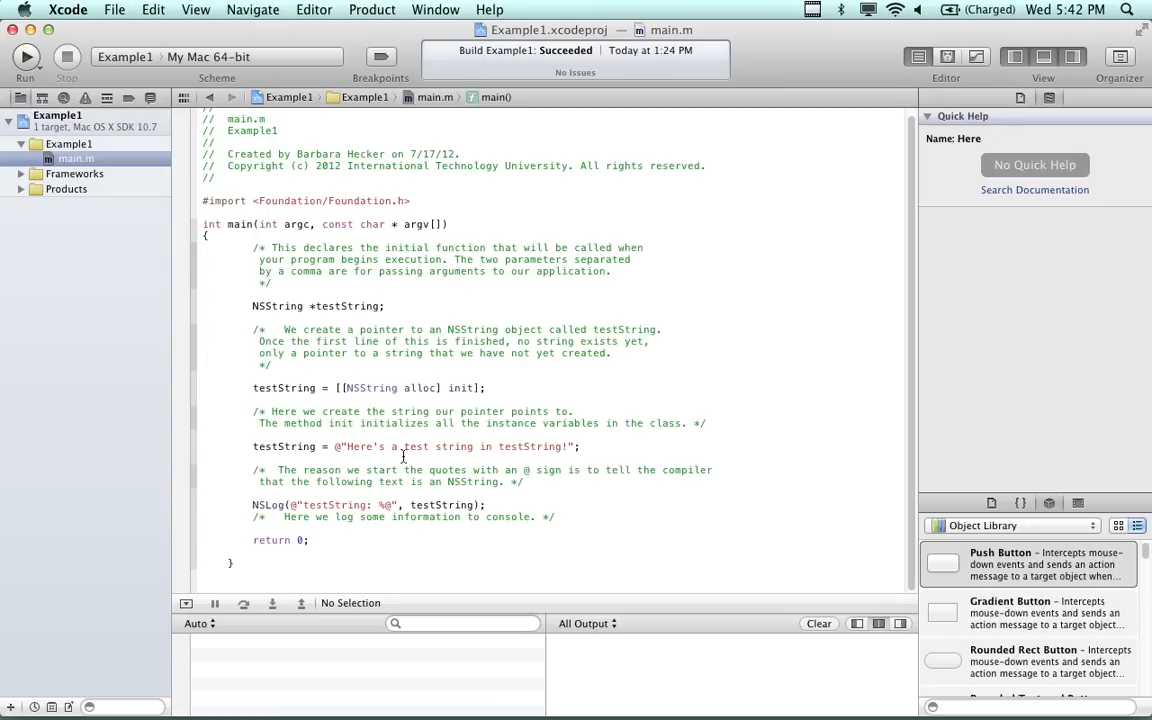 Xcode File Edit View Navigate Editor Product Window Help (Charged) Wed 5:42 PM
Example1.xcodeproj — main.m
Example1 〉 My Mac 64-bit
Build Example1: Succeeded | Today at 1:24 PM
No Issues
Run Stop Scheme Breakpoints Editor View Organizer
Example1 Example1 main.m main()
Example1
1 target, Mac OS X SDK 10.7
Example1
main.m
Frameworks
Products
//
// main.m
// Example1
//
// Created by Barbara Hecker on 7/17/12.
// Copyright (c) 2012 International Technology University. All rights reserved.
//
#import <Foundation/Foundation.h>
int main(int argc, const char * argv[])
{
/* This declares the initial function that will be called when
your program begins execution. The two parameters separated
by a comma are for passing arguments to our application.
*/
NSString *testString;
/* We create a pointer to an NSString object called testString.
Once the first line of this is finished, no string exists yet,
only a pointer to a string that we have not yet created.
*/
testString = [[NSString alloc] init];
/* Here we create the string our pointer points to.
The method init initializes all the instance variables in the class. */
testString = @"Here's a test string in testString!";
/* The reason we start the quotes with an @ sign is to tell the compiler
that the following text is an NSString. */
NSLog(@"testString: %@", testString);
/* Here we log some information to console. */
return 0;
}
No Selection
Auto
All Output
Clear
Quick Help
Name: Here
No Quick Help
Search Documentation
{ }
Object Library
Push Button – Intercepts mouse-
down events and sends an action
message to a target object when...
Gradient Button – Intercepts
mouse-down events and sends an
action message to a target object...
Rounded Rect Button – Intercepts
mouse-down events and sends an
action message to a target object...